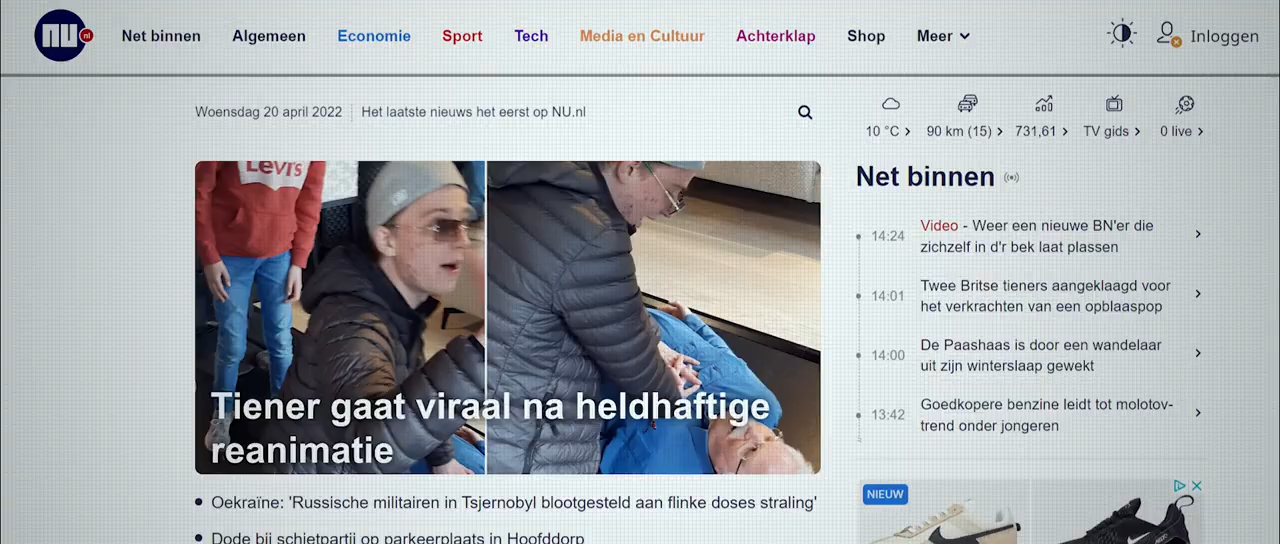 NU nl Net binnen Algemeen Economie Sport Tech Media en Cultuur Achterklap Shop Meer Inloggen
Woensdag 20 april 2022 Het laatste nieuws het eerst op NU.nl
10 °C 90 km (15) 731,61 TV gids 0 live
Levi's
Tiener gaat viraal na heldhaftige
reanimatie
Oekraïne: 'Russische militairen in Tsjernobyl blootgesteld aan flinke doses straling'
Dode bij schietpartij op parkeerplaats in Hoofddorp
Net binnen
14:24 Video - Weer een nieuwe BN'er die
zichzelf in d'r bek laat plassen
14:01 Twee Britse tieners aangeklaagd voor
het verkrachten van een opblaaspop
14:00 De Paashaas is door een wandelaar
uit zijn winterslaap gewekt
13:42 Goedkopere benzine leidt tot molotov-
trend onder jongeren
NIEUW